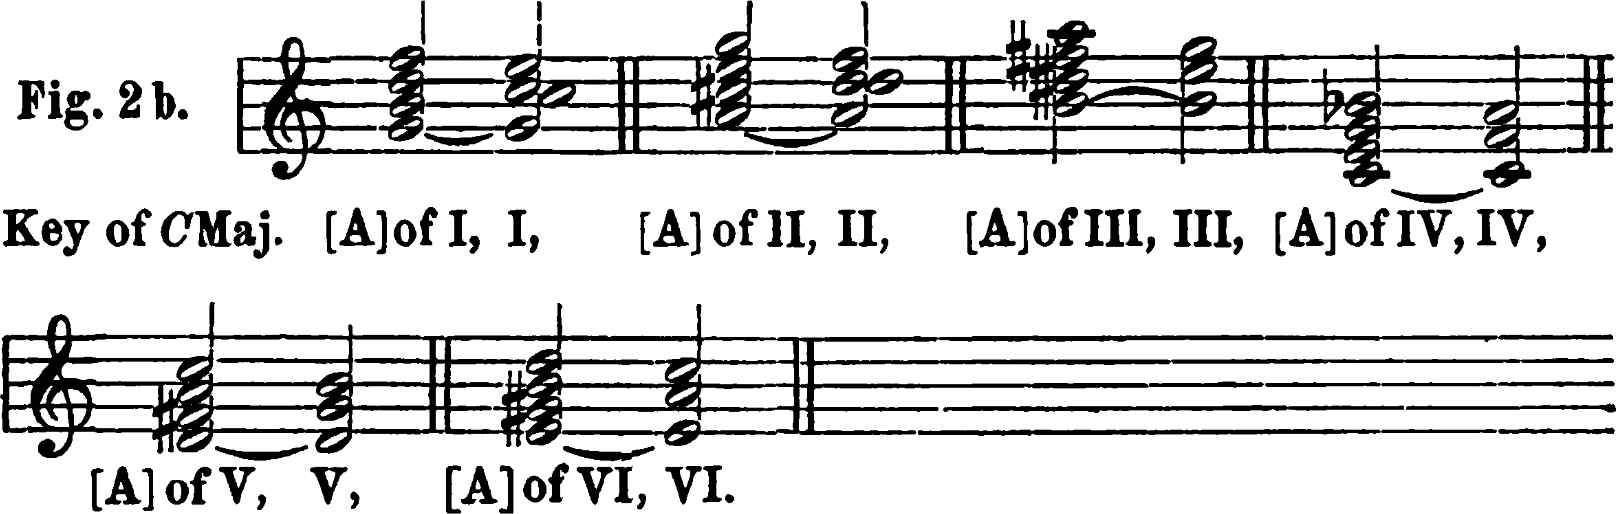 Fig. 2 b.
Key of C Maj. [A] of I, I, [A] of II, II, [A] of III, III, [A] of IV, IV,
[A] of V, V, [A] of VI, VI.